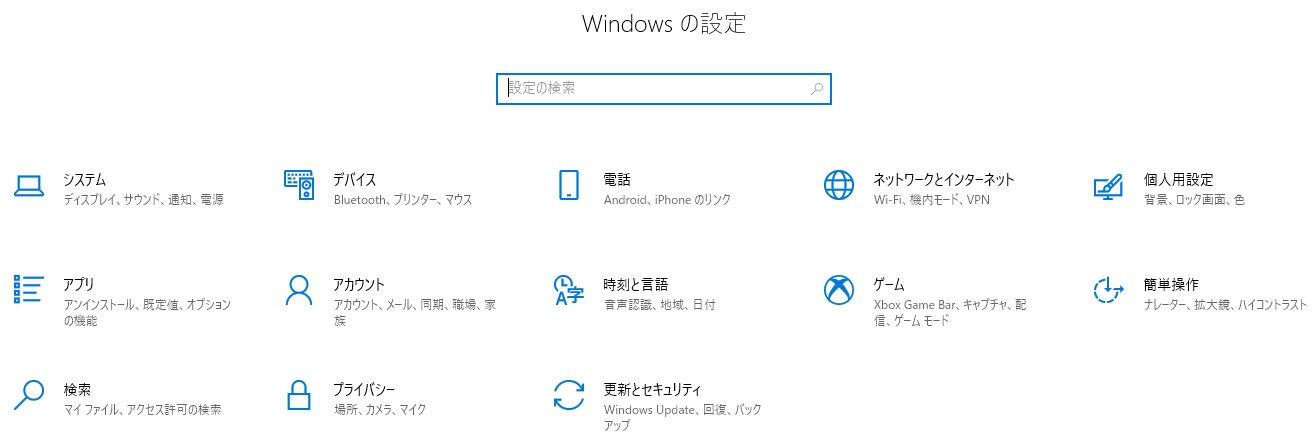 Windows の設定
設定の検索
システム
ディスプレイ、サウンド、通知、電源
デバイス
Bluetooth、プリンター、マウス
電話
Android、iPhone のリンク
ネットワークとインターネット
Wi-Fi、機内モード、VPN
個人用設定
背景、ロック画面、色
アプリ
アンインストール、既定値、オプション
の機能
アカウント
アカウント、メール、同期、職場、家
族
時刻と言語
音声認識、地域、日付
ゲーム
Xbox Game Bar、キャプチャ、配
信、ゲーム モード
簡単操作
ナレーター、拡大鏡、ハイコントラスト
検索
マイ ファイル、アクセス許可の検索
プライバシー
場所、カメラ、マイク
更新とセキュリティ
Windows Update、回復、バック
アップ